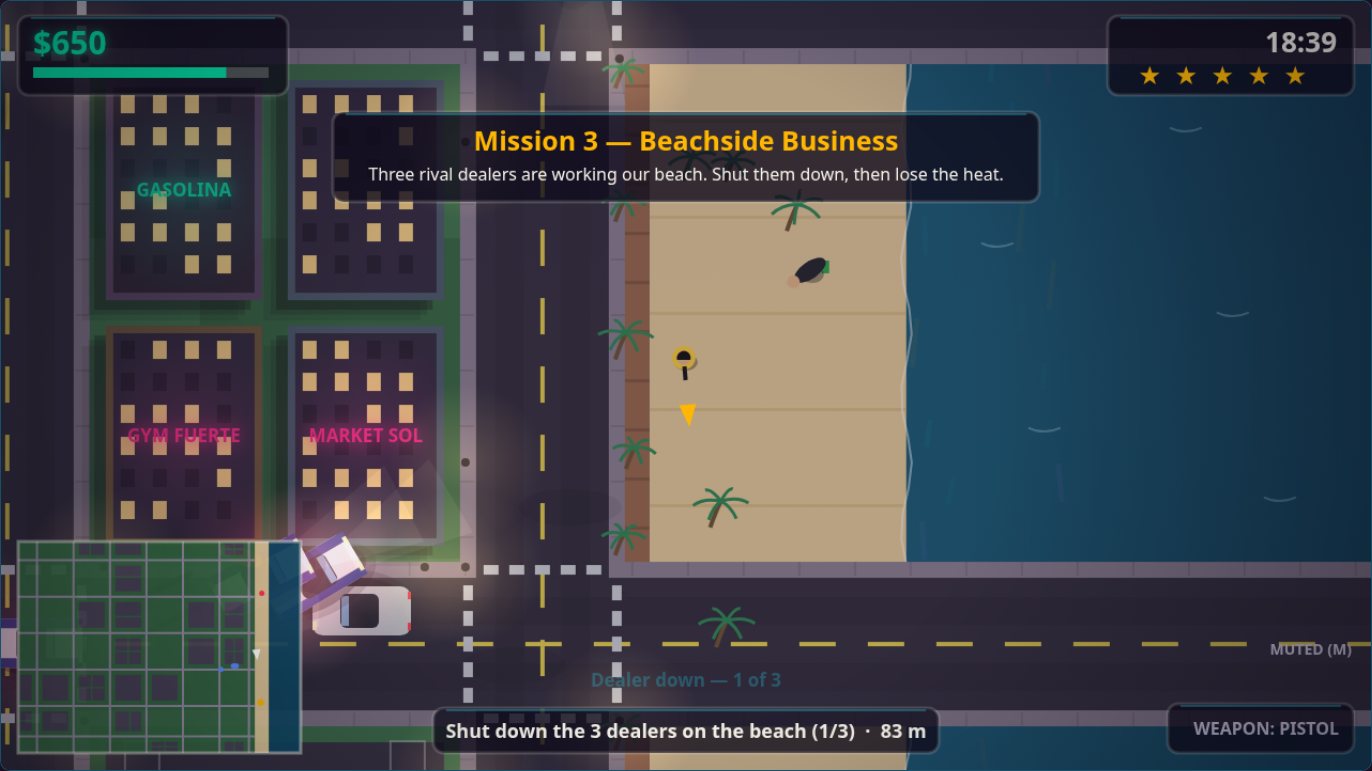 $650
18:39
Mission 3 — Beachside Business
Three rival dealers are working our beach. Shut them down, then lose the heat.
GASOLINA
GYM FUERTE
MARKET SOL
MUTED (M)
Dealer down — 1 of 3
Shut down the 3 dealers on the beach (1/3) · 83 m
WEAPON: PISTOL